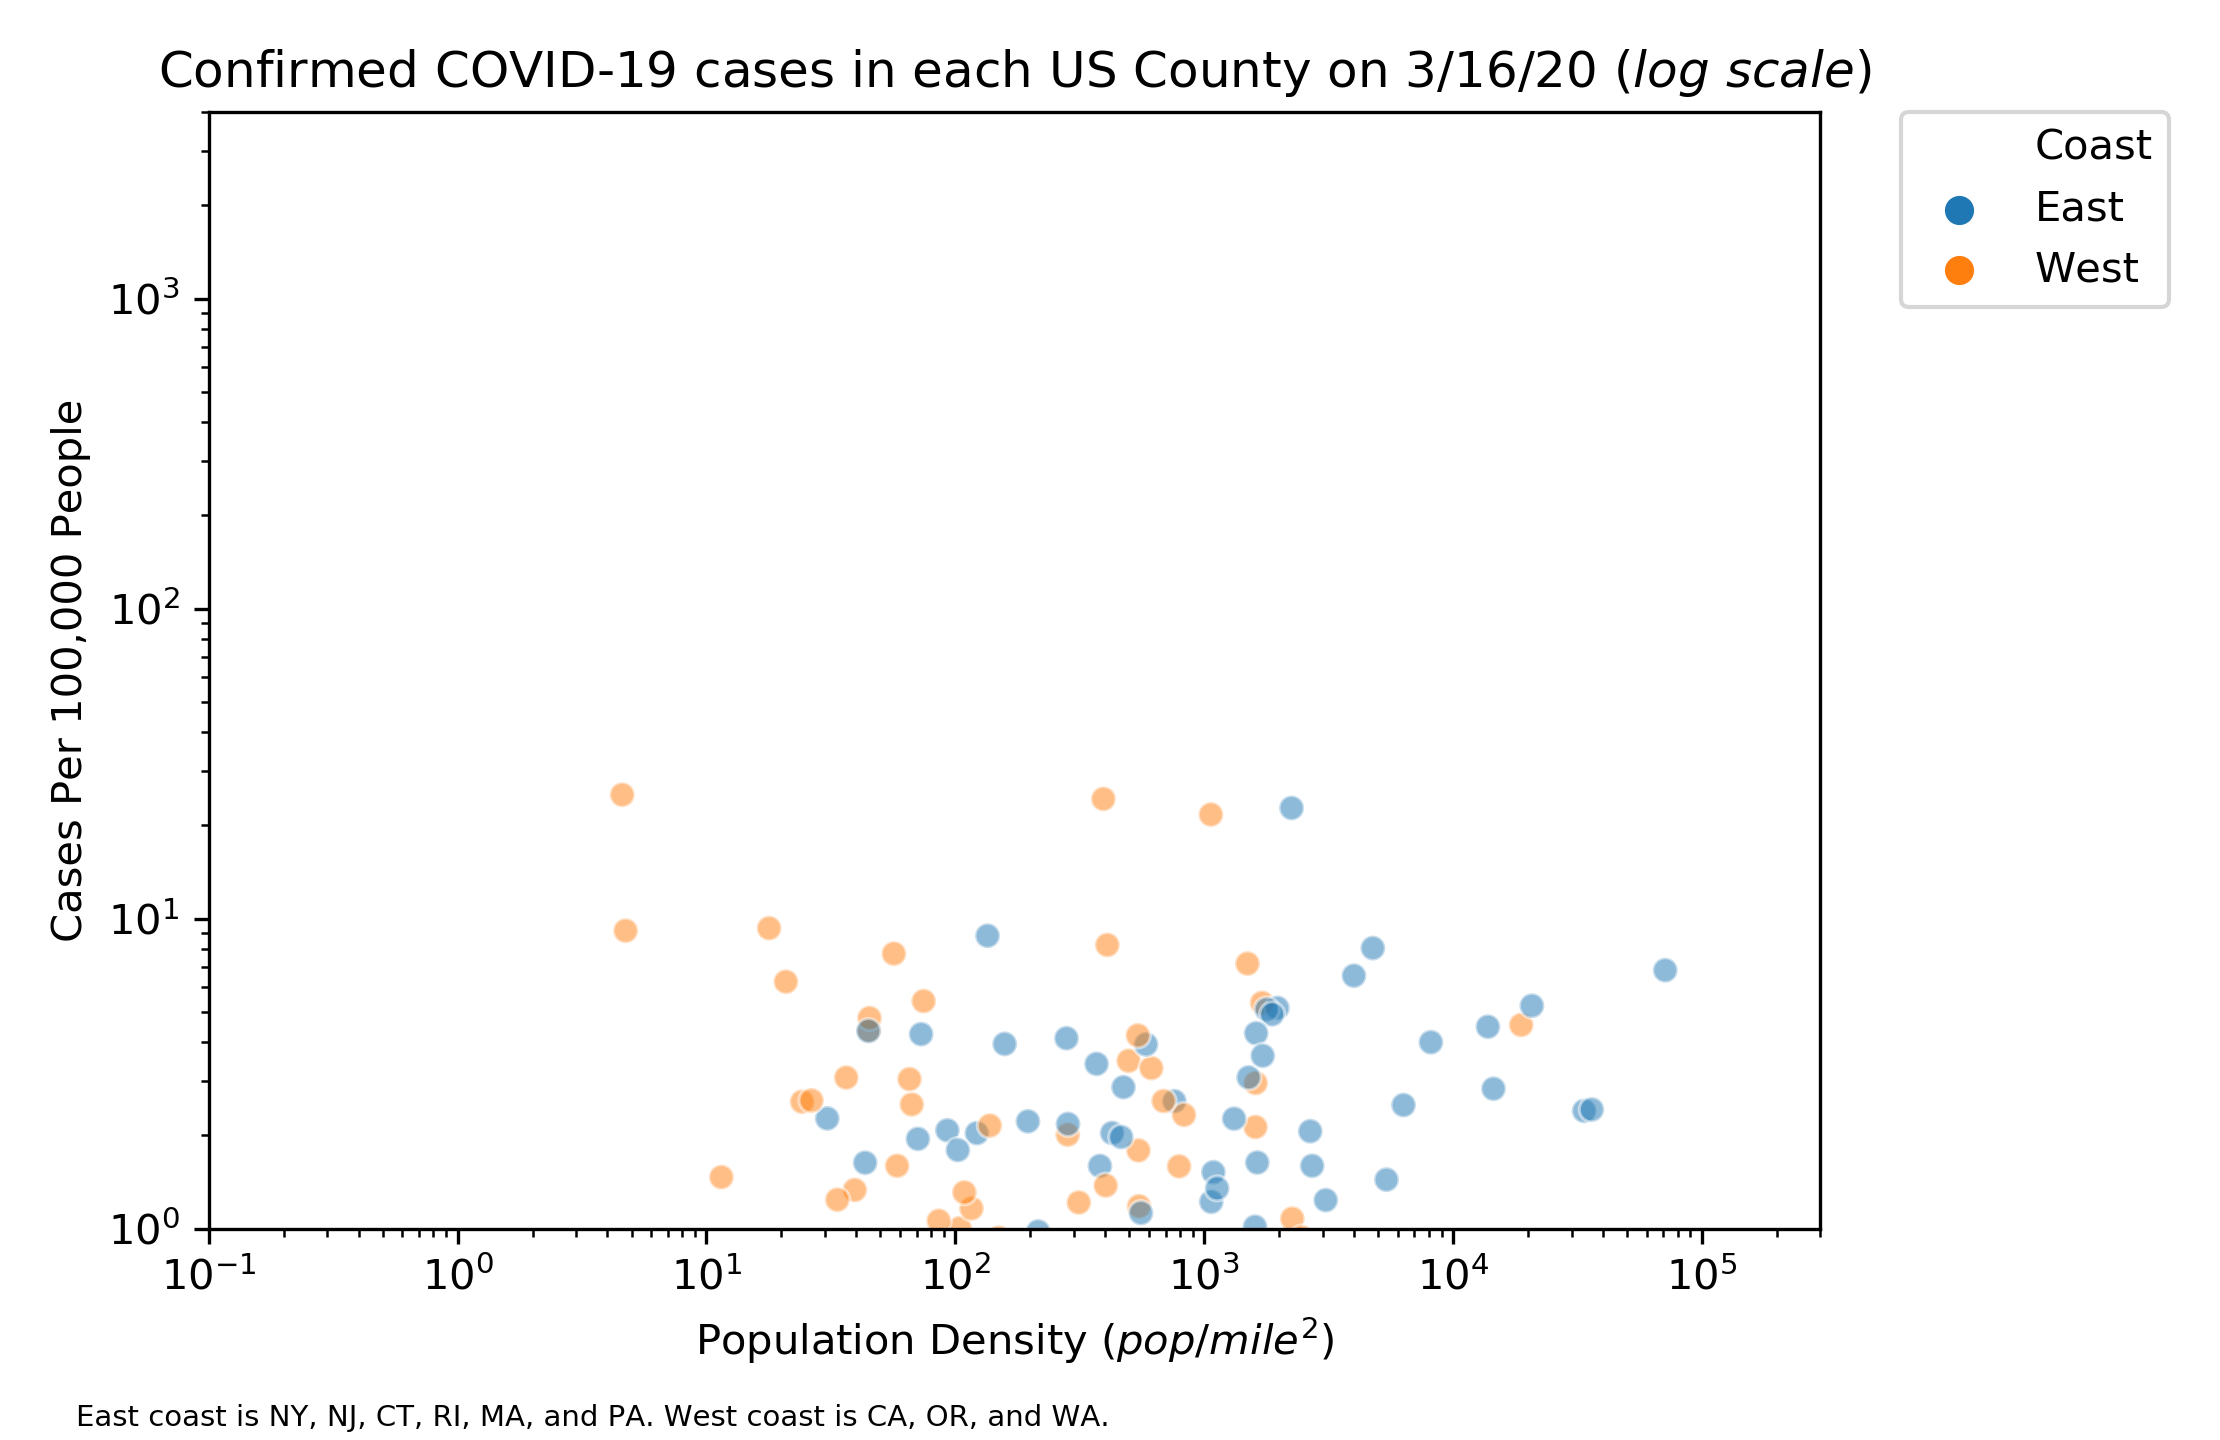 Confirmed COVID-19 cases in each US County on 3/16/20 (log scale)
Coast
East
West
10³
10²
10¹
10⁰
Cases Per 100,000 People
10⁻¹ 10⁰ 10¹ 10² 10³ 10⁴ 10⁵
Population Density (pop/mile²)
East coast is NY, NJ, CT, RI, MA, and PA. West coast is CA, OR, and WA.